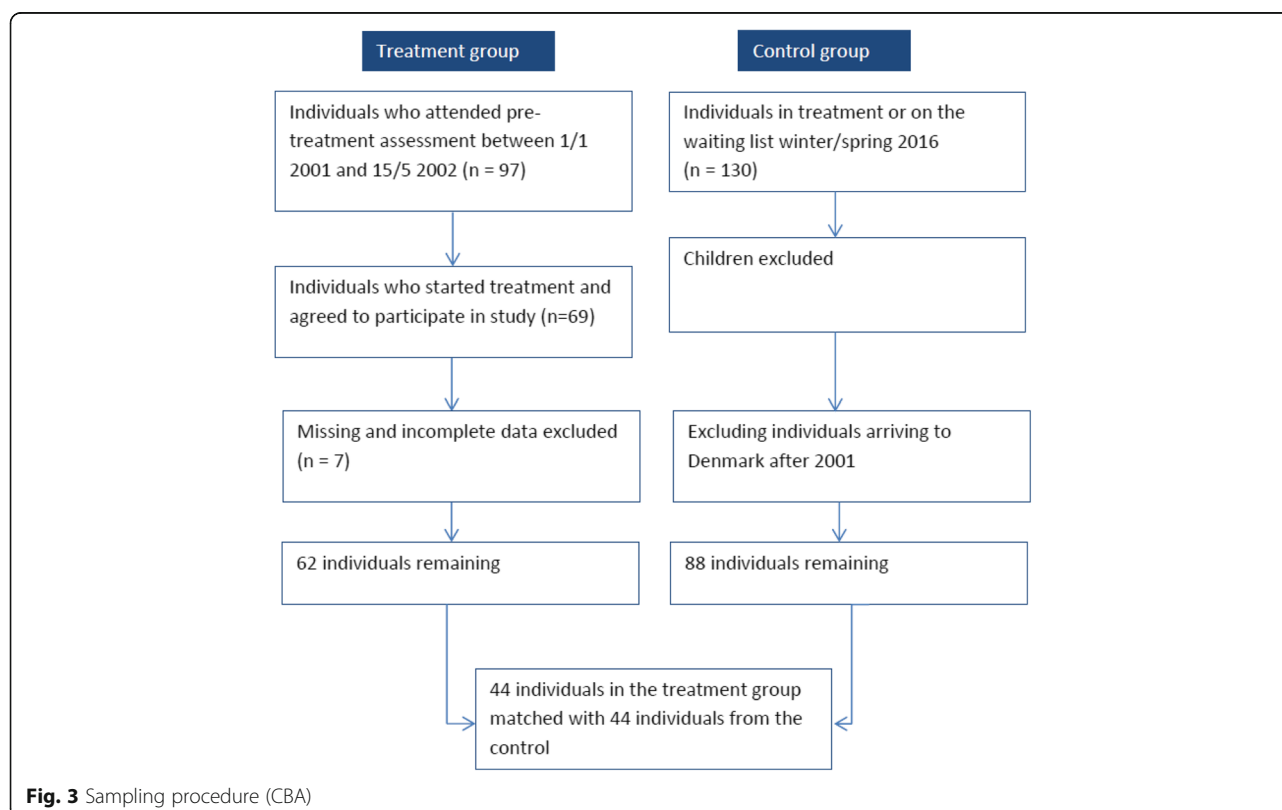 Treatment group
Control group
Individuals who attended pre-
treatment assessment between 1/1
2001 and 15/5 2002 (n = 97)
Individuals in treatment or on the
waiting list winter/spring 2016
(n = 130)
Individuals who started treatment and
agreed to participate in study (n=69)
Children excluded
Missing and incomplete data excluded
(n = 7)
Excluding individuals arriving to
Denmark after 2001
62 individuals remaining
88 individuals remaining
44 individuals in the treatment group
matched with 44 individuals from the
control
Fig. 3 Sampling procedure (CBA)